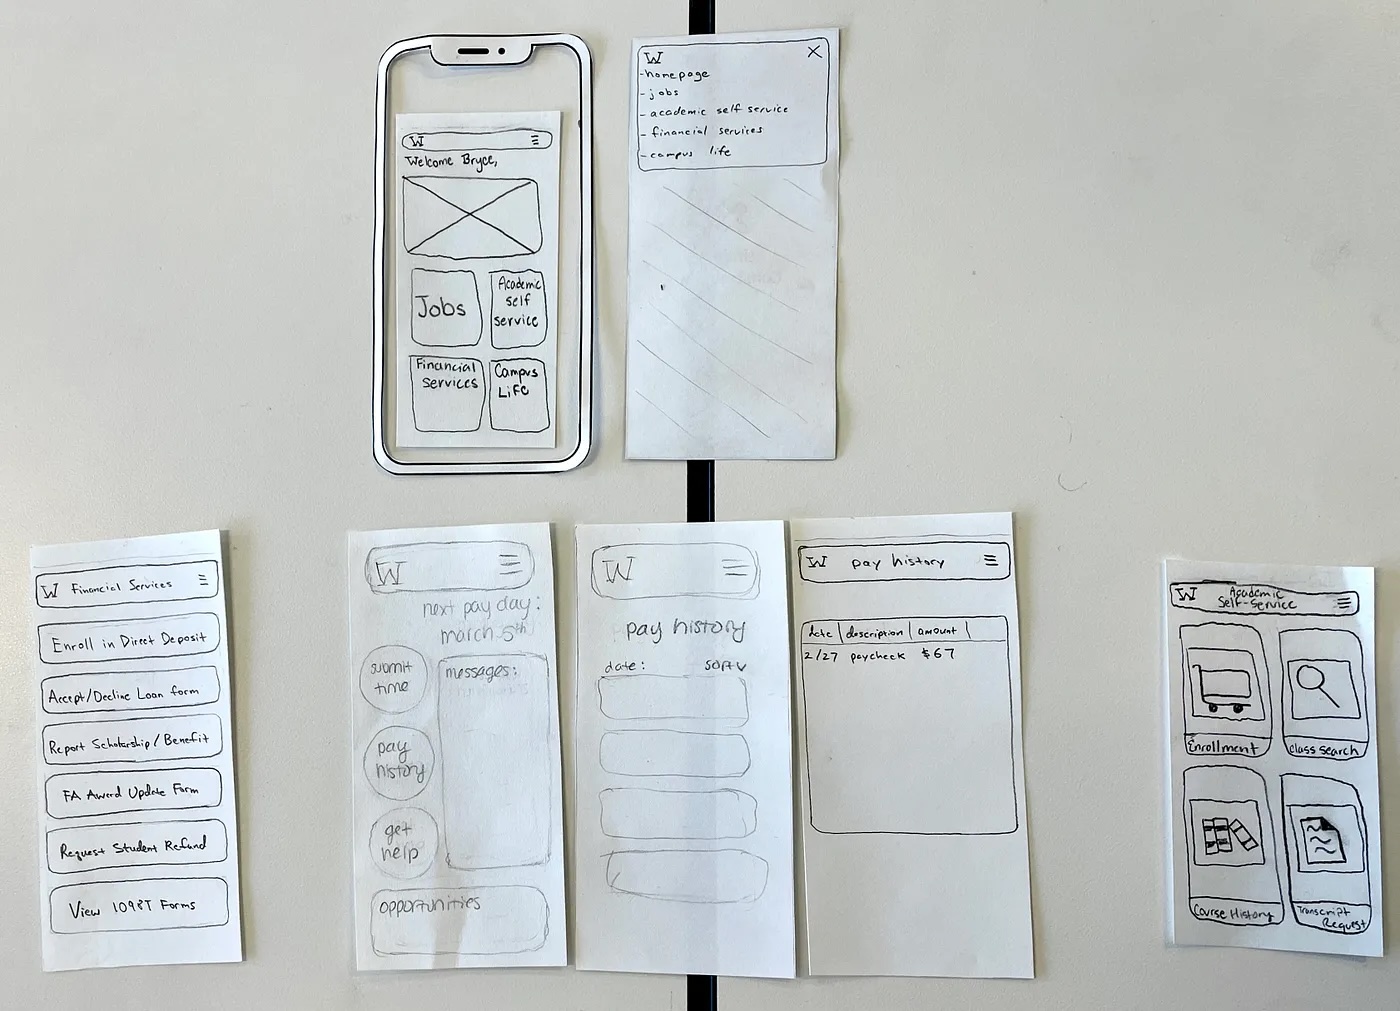 W
Welcome Bryce,
Jobs
Academic
self
service
Financial
Services
Campus
Life
W
X
-homepage
-jobs
- academic self service
- financial services
-campus life
W Financial Services
Enroll in Direct Deposit
Accept/Decline Loan form
Report Scholarship/Benefit
FA Award Update Form
Request Student Refund
View 1098T Forms
W
next pay day:
march 5th
submit
time
pay
history
get
help
messages:
opportunities
W
pay history
date: sort v
W pay history
date description amount
2/27 paycheck $67
W Academic
Self-Service
Enrollment
class search
Course History
Transcript
Request